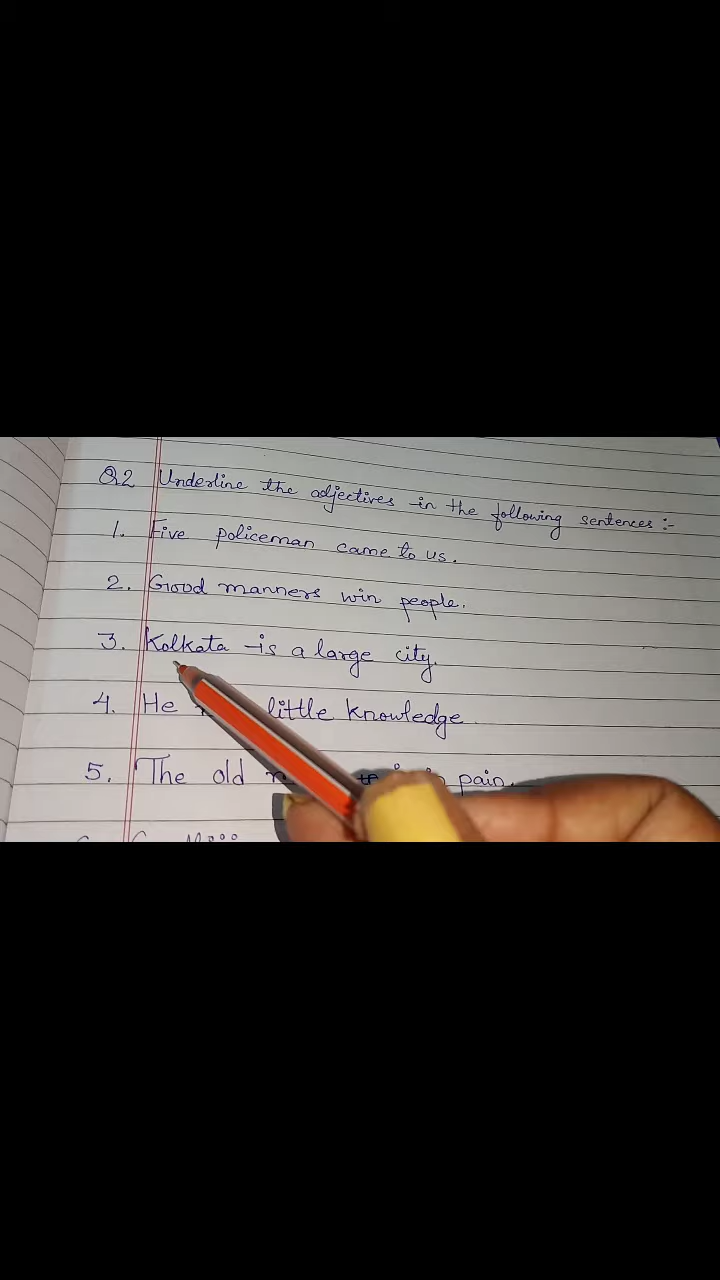 Q2 Underline the adjectives in the following sentences :-
1. Five policeman came to us.
2. Good manners win people.
3. Kolkata is a large city.
4. He little knowledge.
5. The old in pain.